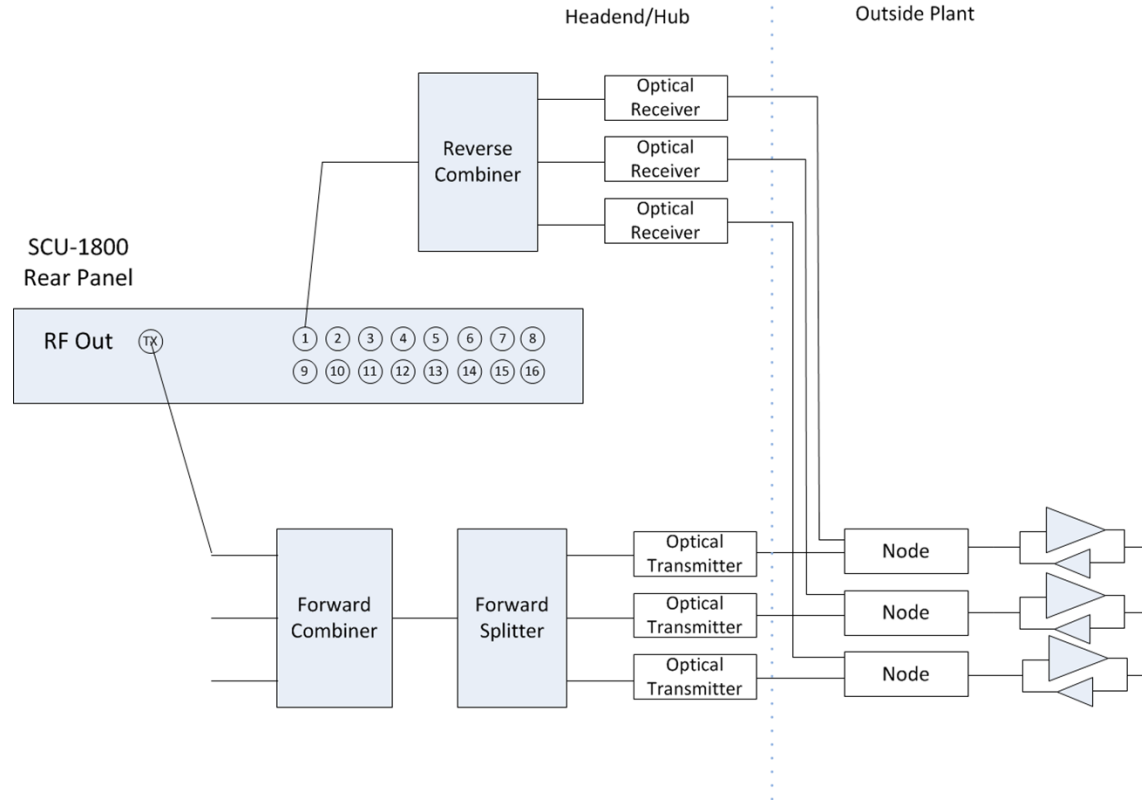 Headend/Hub
Outside Plant
Optical
Receiver
Reverse
Combiner
Optical
Receiver
Optical
Receiver
SCU-1800
Rear Panel
RF Out
TX
1 2 3 4 5 6 7 8
9 10 11 12 13 14 15 16
Forward
Combiner
Forward
Splitter
Optical
Transmitter
Node
Optical
Transmitter
Node
Optical
Transmitter
Node